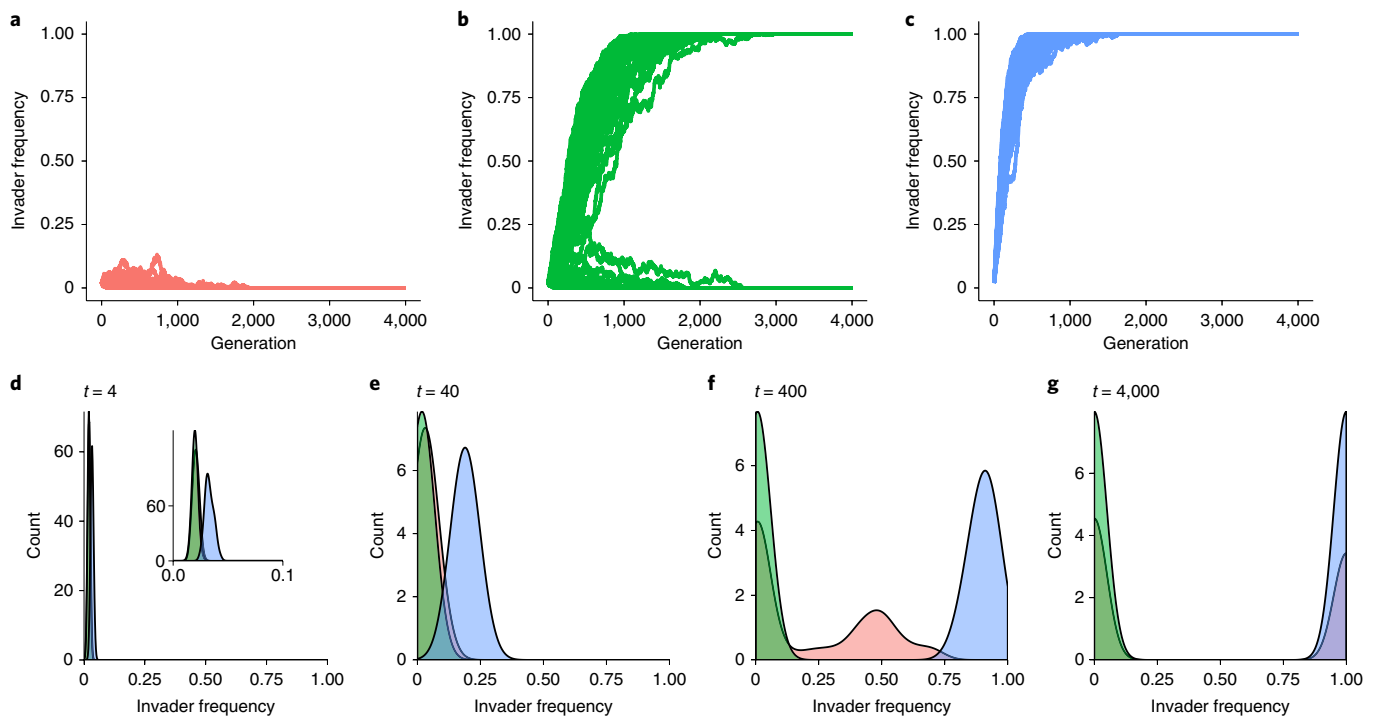 a
1.00
0.75
0.50
0.25
0
Invader frequency
0 1,000 2,000 3,000 4,000
Generation
b
1.00
0.75
0.50
0.25
0
Invader frequency
0 1,000 2,000 3,000 4,000
Generation
c
1.00
0.75
0.50
0.25
0
Invader frequency
0 1,000 2,000 3,000 4,000
Generation
d
t = 4
60
40
20
0
Count
60
0
0.0 0.1
0 0.25 0.50 0.75 1.00
Invader frequency
e
t = 40
6
4
2
0
Count
0 0.25 0.50 0.75 1.00
Invader frequency
f
t = 400
6
4
2
0
Count
0 0.25 0.50 0.75 1.00
Invader frequency
g
t = 4,000
6
4
2
0
Count
0 0.25 0.50 0.75 1.00
Invader frequency